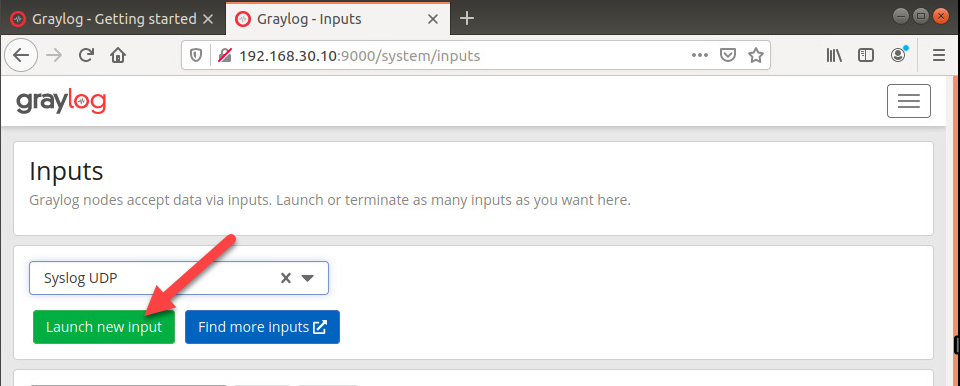 Graylog - Getting started
Graylog - Inputs
192.168.30.10:9000/system/inputs
graylog
Inputs
Graylog nodes accept data via inputs. Launch or terminate as many inputs as you want here.
Syslog UDP
Launch new input
Find more inputs